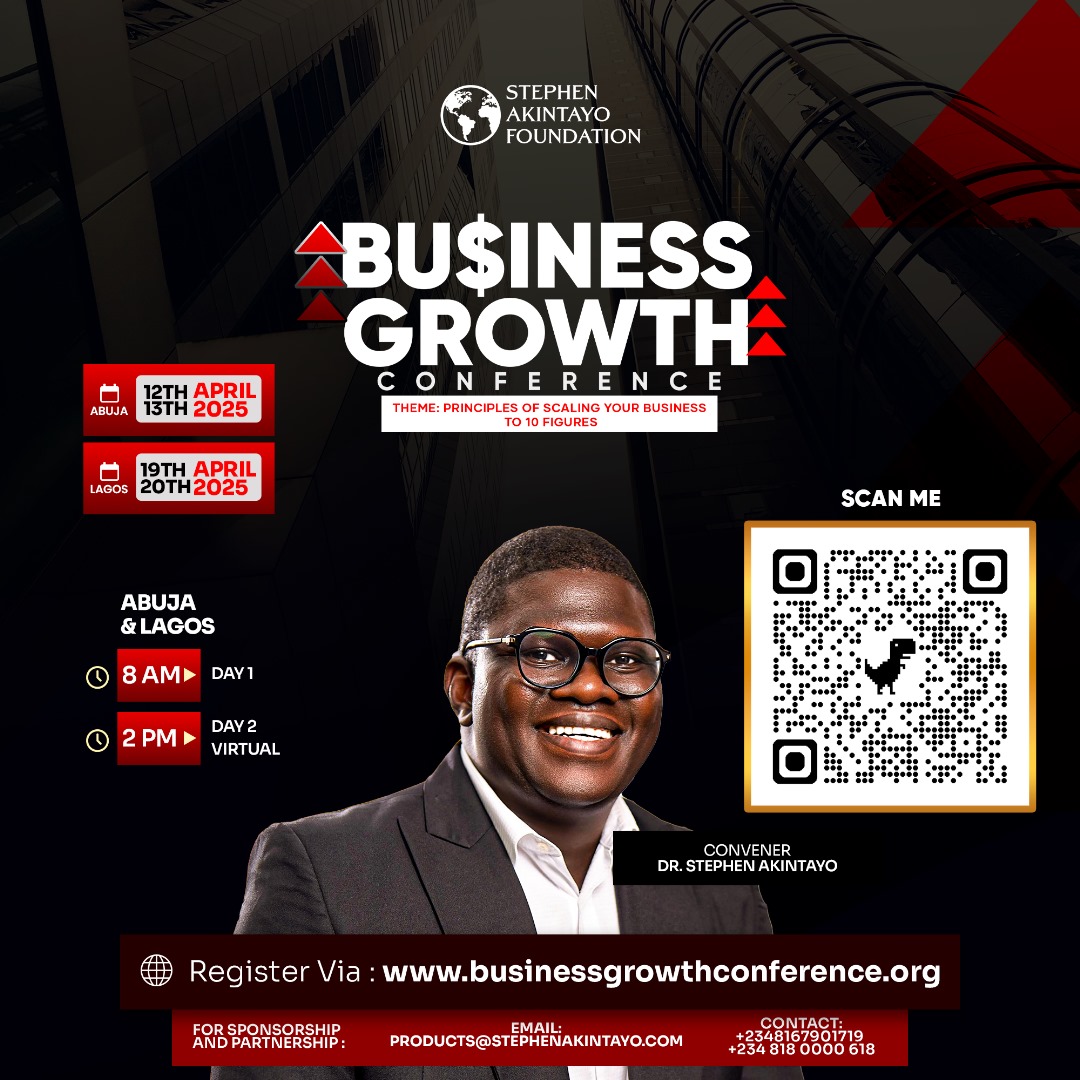 STEPHEN
AKINTAYO
FOUNDATION
BU$INESS
GROWTH
CONFERENCE
THEME: PRINCIPLES OF SCALING YOUR BUSINESS
TO 10 FIGURES
ABUJA
12TH APRIL
13TH 2025
LAGOS
19TH APRIL
20TH 2025
SCAN ME
ABUJA
& LAGOS
8 AM DAY 1
2 PM DAY 2
VIRTUAL
CONVENER
DR. STEPHEN AKINTAYO
Register Via : www.businessgrowthconference.org
FOR SPONSORSHIP
AND PARTNERSHIP :
EMAIL:
PRODUCTS@STEPHENAKINTAYO.COM
CONTACT:
+2348167901719
+234 818 0000 618